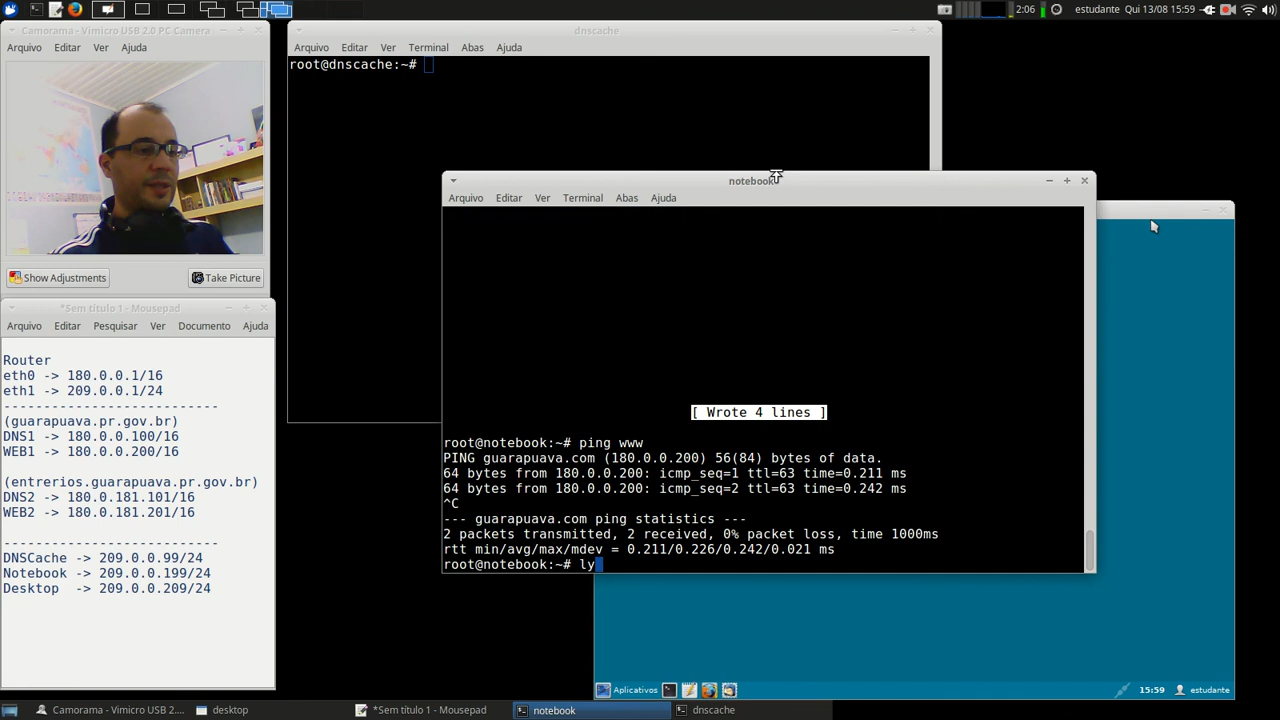 2:06 estudante Qui 13/08 15:59
Camorama - Vimicro USB 2.0 PC Camera
Arquivo Editar Ver Ajuda
Show Adjustments Take Picture
*Sem título 1 - Mousepad
Arquivo Editar Pesquisar Ver Documento Ajuda
Router
eth0 -> 180.0.0.1/16
eth1 -> 209.0.0.1/24
---------------------------
(guarapuava.pr.gov.br)
DNS1 -> 180.0.0.100/16
WEB1 -> 180.0.0.200/16
(entrerios.guarapuava.pr.gov.br)
DNS2 -> 180.0.181.101/16
WEB2 -> 180.0.181.201/16
---------------------------
DNSCache -> 209.0.0.99/24
Notebook -> 209.0.0.199/24
Desktop  -> 209.0.0.209/24
dnscache
Arquivo Editar Ver Terminal Abas Ajuda
root@dnscache:~#
notebook
Arquivo Editar Ver Terminal Abas Ajuda
[ Wrote 4 lines ]
root@notebook:~# ping www
PING guarapuava.com (180.0.0.200) 56(84) bytes of data.
64 bytes from 180.0.0.200: icmp_seq=1 ttl=63 time=0.211 ms
64 bytes from 180.0.0.200: icmp_seq=2 ttl=63 time=0.242 ms
^C
--- guarapuava.com ping statistics ---
2 packets transmitted, 2 received, 0% packet loss, time 1000ms
rtt min/avg/max/mdev = 0.211/0.226/0.242/0.021 ms
root@notebook:~# ly
Aplicativos 15:59 estudante
Camorama - Vimicro USB 2.... desktop *Sem título 1 - Mousepad notebook dnscache